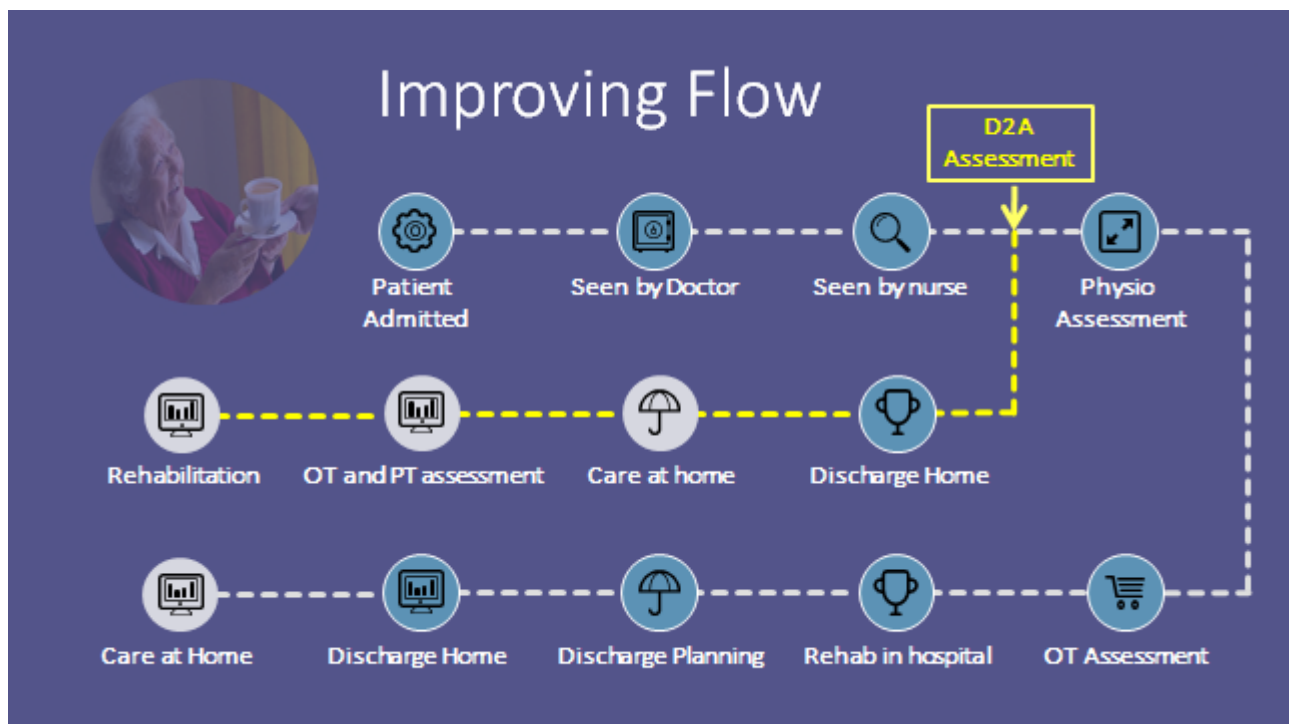 Improving Flow
D2A
Assessment
Patient
Admitted
Seen by Doctor
Seen by nurse
Physio
Assessment
Rehabilitation
OT and PT assessment
Care at home
Discharge Home
Care at Home
Discharge Home
Discharge Planning
Rehab in hospital
OT Assessment